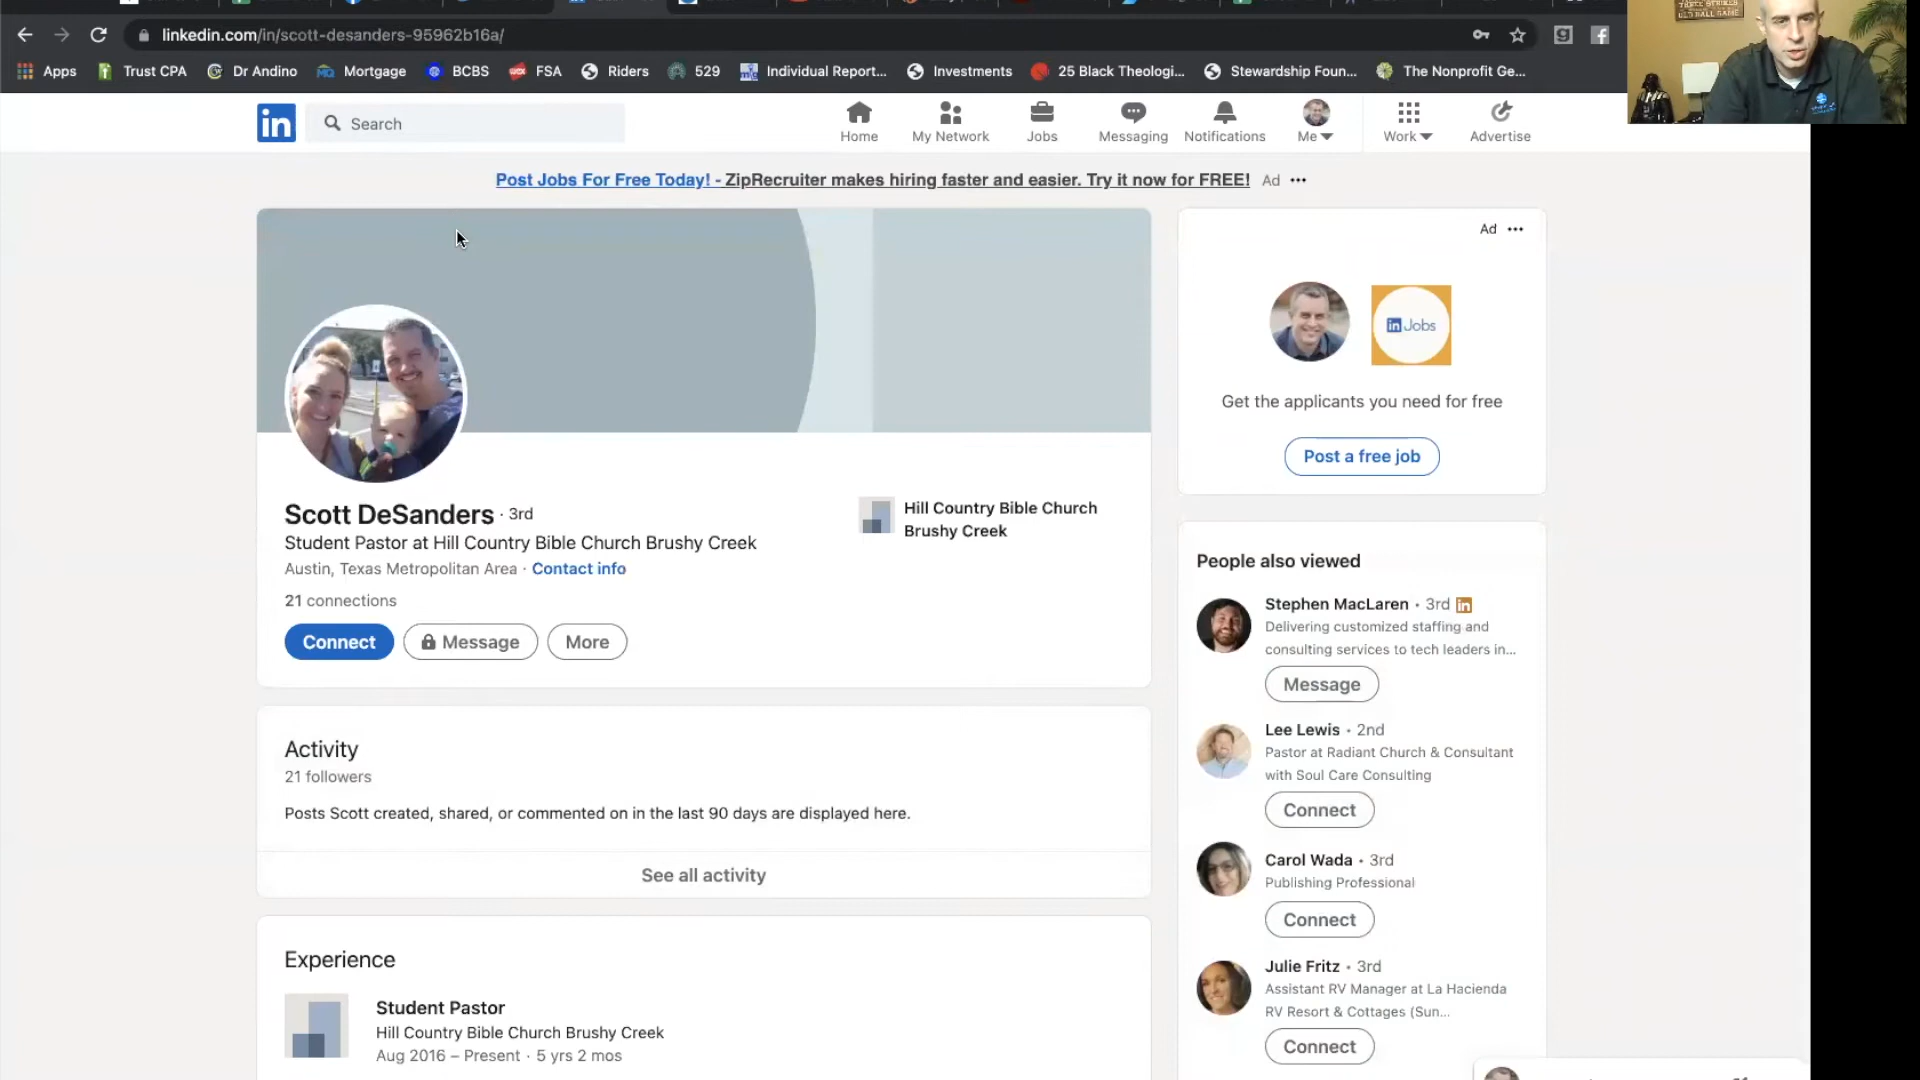 linkedin.com/in/scott-desanders-95962b16a/
Apps
Trust CPA
Dr Andino
Mortgage
BCBS
FSA
Riders
529
Individual Report...
Investments
25 Black Theologi...
Stewardship Foun...
The Nonprofit Ge...
THREE STRIKES
OLD BALL GAME
in
Search
Home
My Network
Jobs
Messaging
Notifications
Me
Work
Advertise
Post Jobs For Free Today! - ZipRecruiter makes hiring faster and easier. Try it now for FREE! Ad
Scott DeSanders · 3rd
Student Pastor at Hill Country Bible Church Brushy Creek
Austin, Texas Metropolitan Area · Contact info
21 connections
Connect
Message
More
Hill Country Bible Church
Brushy Creek
Activity
21 followers
Posts Scott created, shared, or commented on in the last 90 days are displayed here.
See all activity
Experience
Student Pastor
Hill Country Bible Church Brushy Creek
Aug 2016 – Present · 5 yrs 2 mos
Ad
in Jobs
Get the applicants you need for free
Post a free job
People also viewed
Stephen MacLaren · 3rd in
Delivering customized staffing and
consulting services to tech leaders in...
Message
Lee Lewis · 2nd
Pastor at Radiant Church & Consultant
with Soul Care Consulting
Connect
Carol Wada · 3rd
Publishing Professional
Connect
Julie Fritz · 3rd
Assistant RV Manager at La Hacienda
RV Resort & Cottages (Sun...
Connect